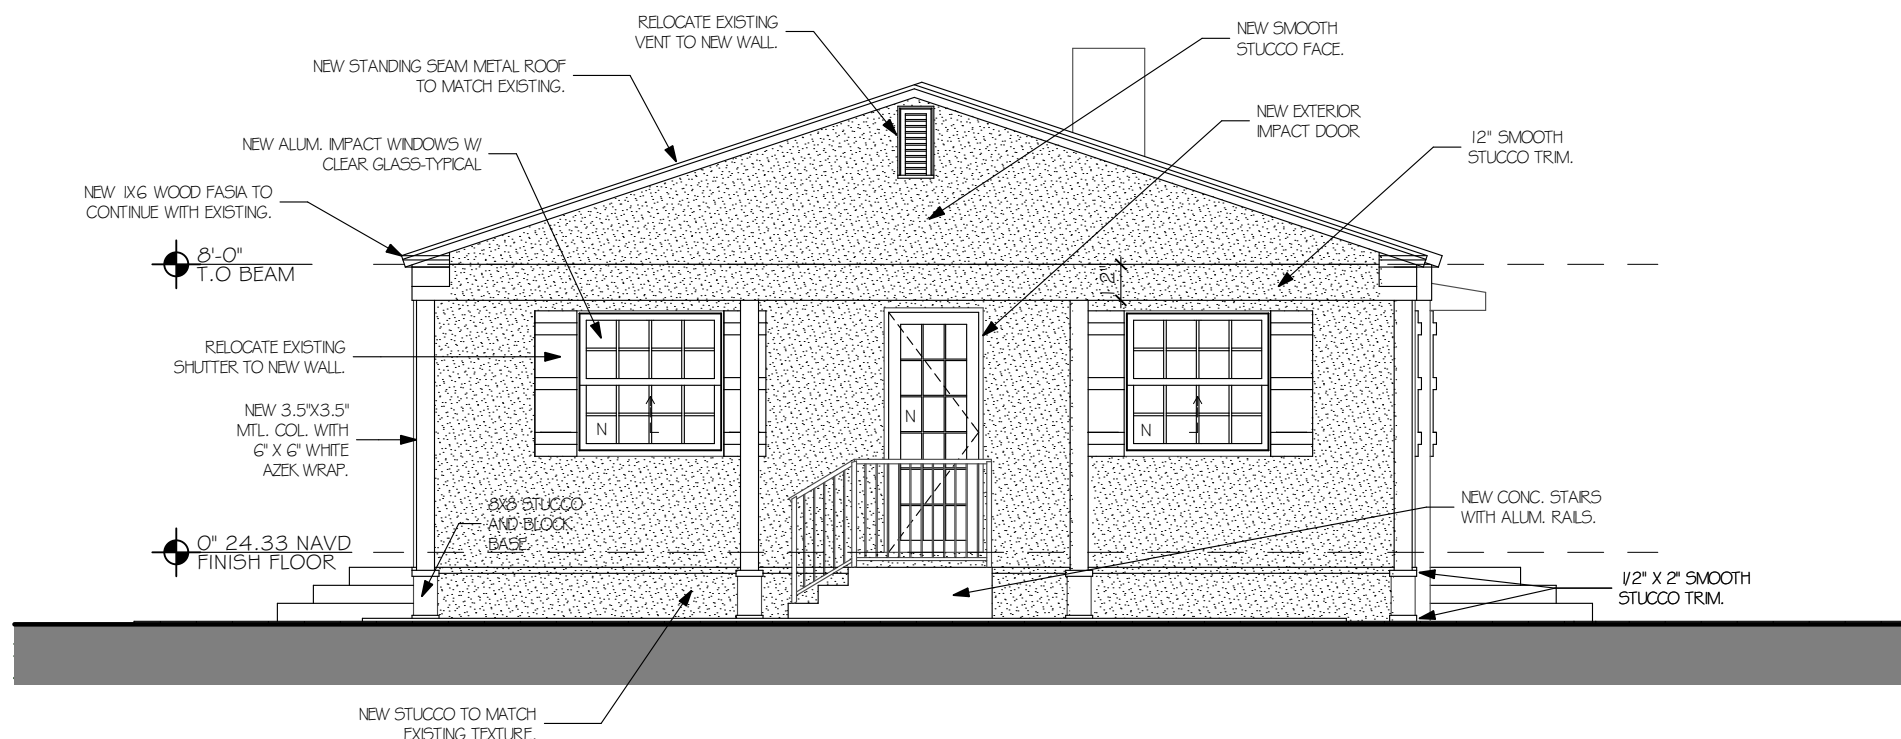 RELOCATE EXISTING
VENT TO NEW WALL.
NEW SMOOTH
STUCCO FACE.
NEW STANDING SEAM METAL ROOF
TO MATCH EXISTING.
NEW EXTERIOR
IMPACT DOOR
12" SMOOTH
STUCCO TRIM.
NEW ALUM. IMPACT WINDOWS W/
CLEAR GLASS-TYPICAL
NEW 1X6 WOOD FASIA TO
CONTINUE WITH EXISTING.
8'-0"
T.O BEAM
12"
RELOCATE EXISTING
SHUTTER TO NEW WALL.
NEW 3.5"X3.5"
MTL. COL. WITH
6" X 6" WHITE
AZEK WRAP.
N
N
N
8X8 STUCCO
AND BLOCK
BASE.
NEW CONC. STAIRS
WITH ALUM. RAILS.
0" 24.33 NAVD
FINISH FLOOR
1/2" X 2" SMOOTH
STUCCO TRIM.
NEW STUCCO TO MATCH
EXISTING TEXTURE.